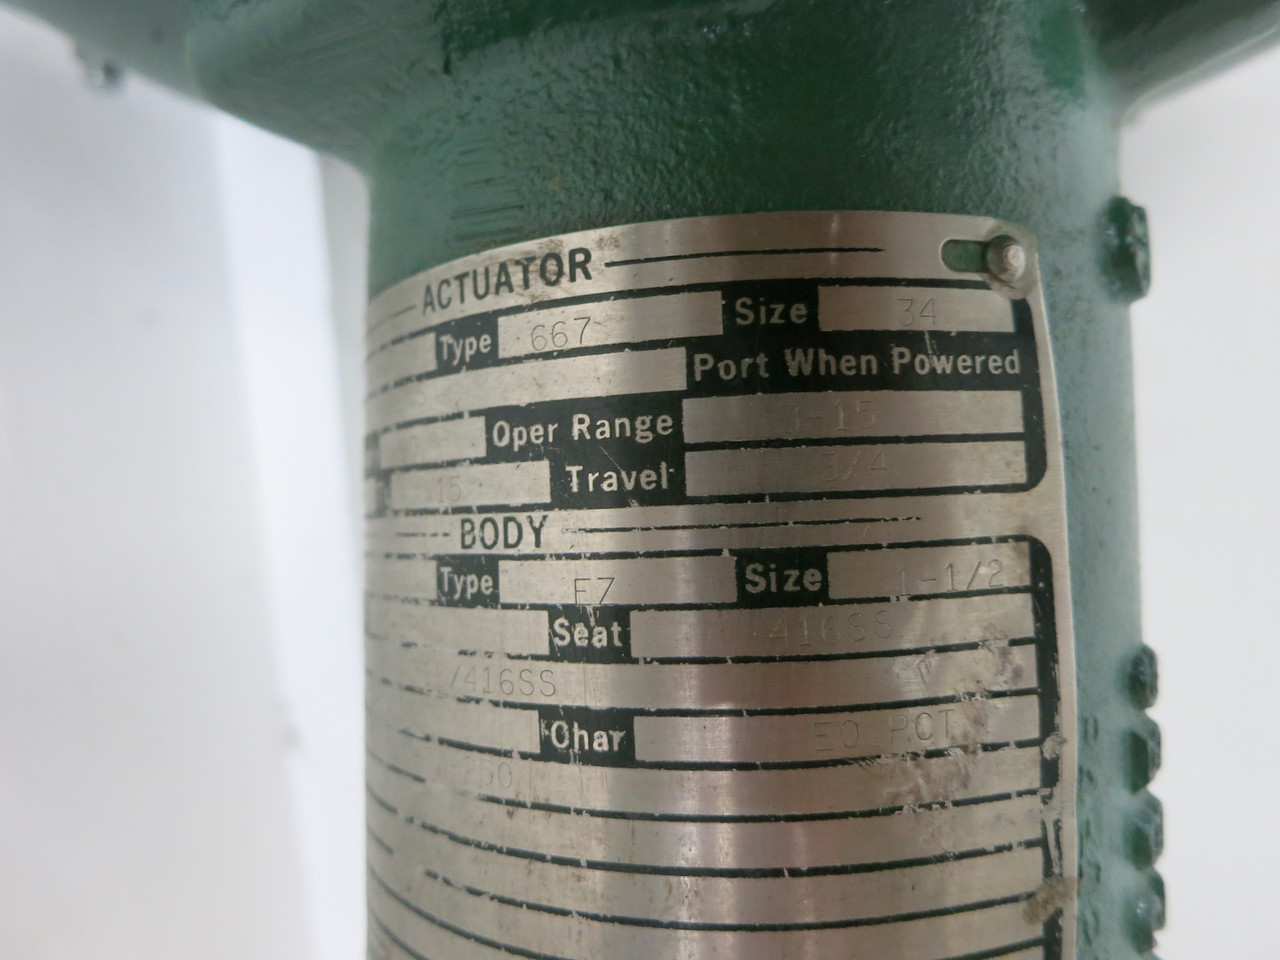 ACTUATOR
Type 667 Size 34
Port When Powered
Oper Range 3-15
15 Travel 3/4
BODY
Type EZ Size 1-1/2
Seat 416SS
/416SS
Char EQ PCT